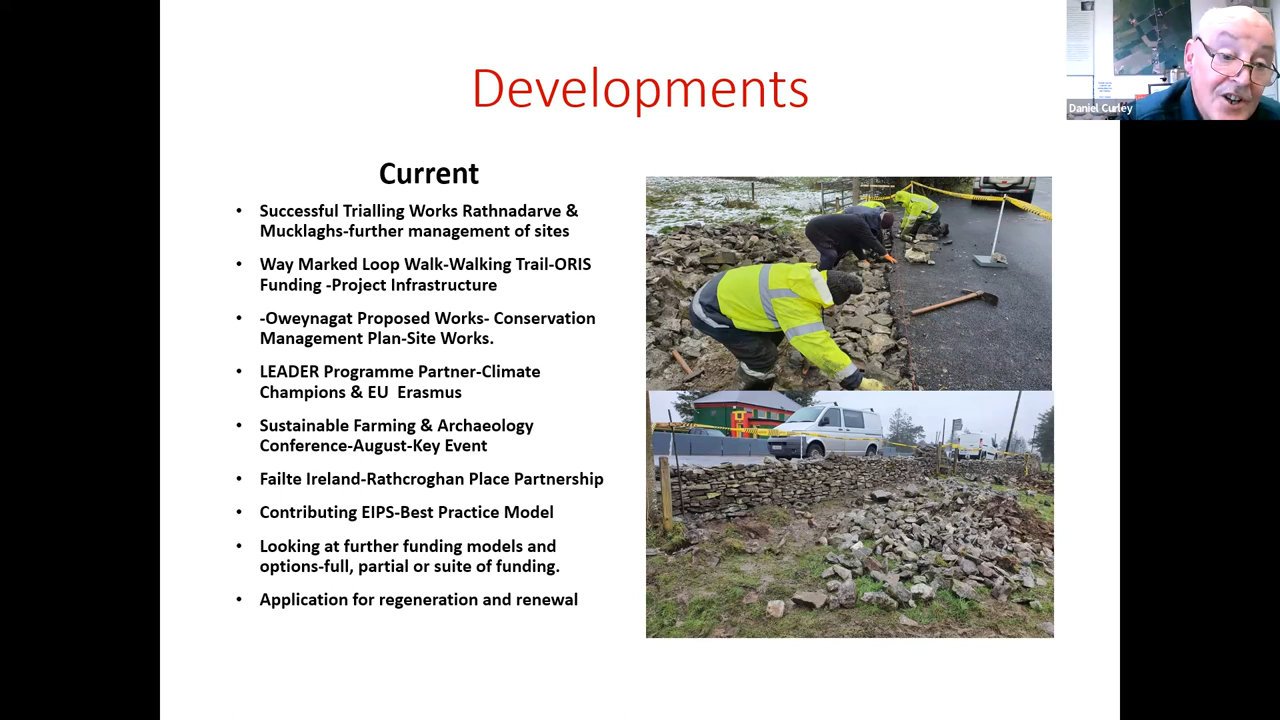 Developments
Daniel Curley
Current
• Successful Trialling Works Rathnadarve &
Mucklaghs-further management of sites
• Way Marked Loop Walk-Walking Trail-ORIS
Funding -Project Infrastructure
• -Oweynagat Proposed Works- Conservation
Management Plan-Site Works.
• LEADER Programme Partner-Climate
Champions & EU  Erasmus
• Sustainable Farming & Archaeology
Conference-August-Key Event
• Failte Ireland-Rathcroghan Place Partnership
• Contributing EIPS-Best Practice Model
• Looking at further funding models and
options-full, partial or suite of funding.
• Application for regeneration and renewal